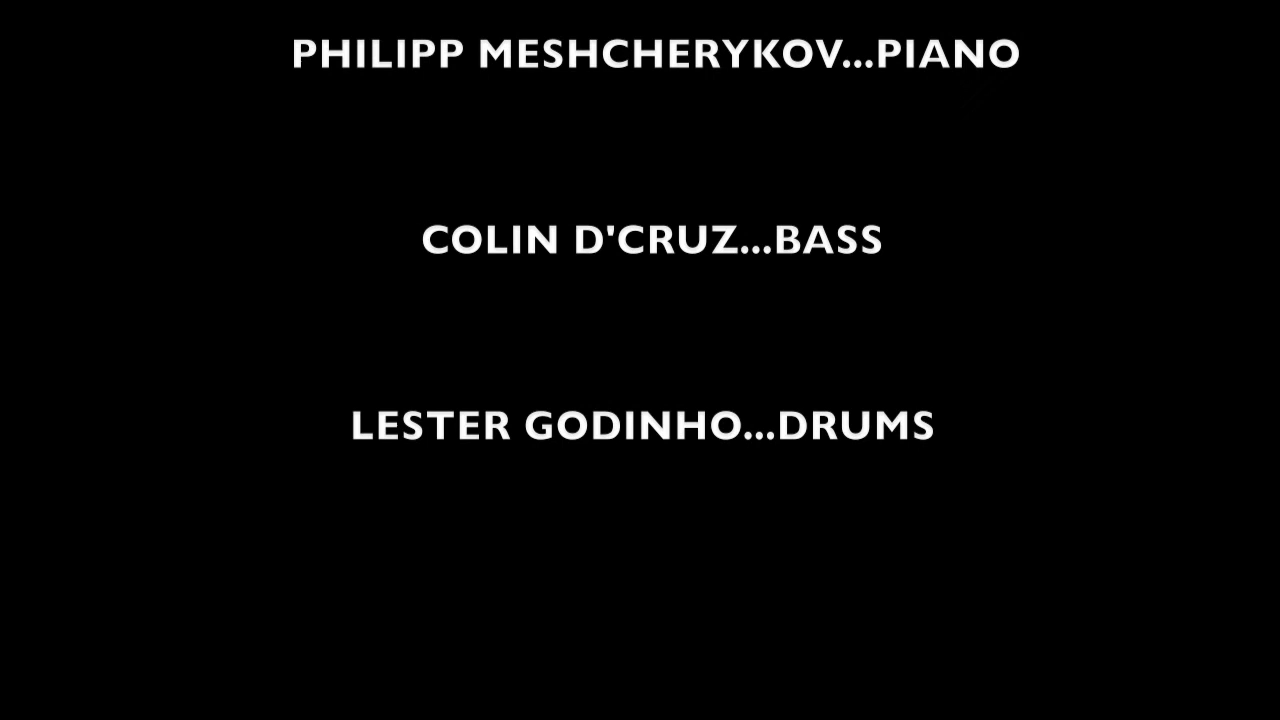 PHILIPP MESHCHERYKOV...PIANO
COLIN D'CRUZ...BASS
LESTER GODINHO...DRUMS